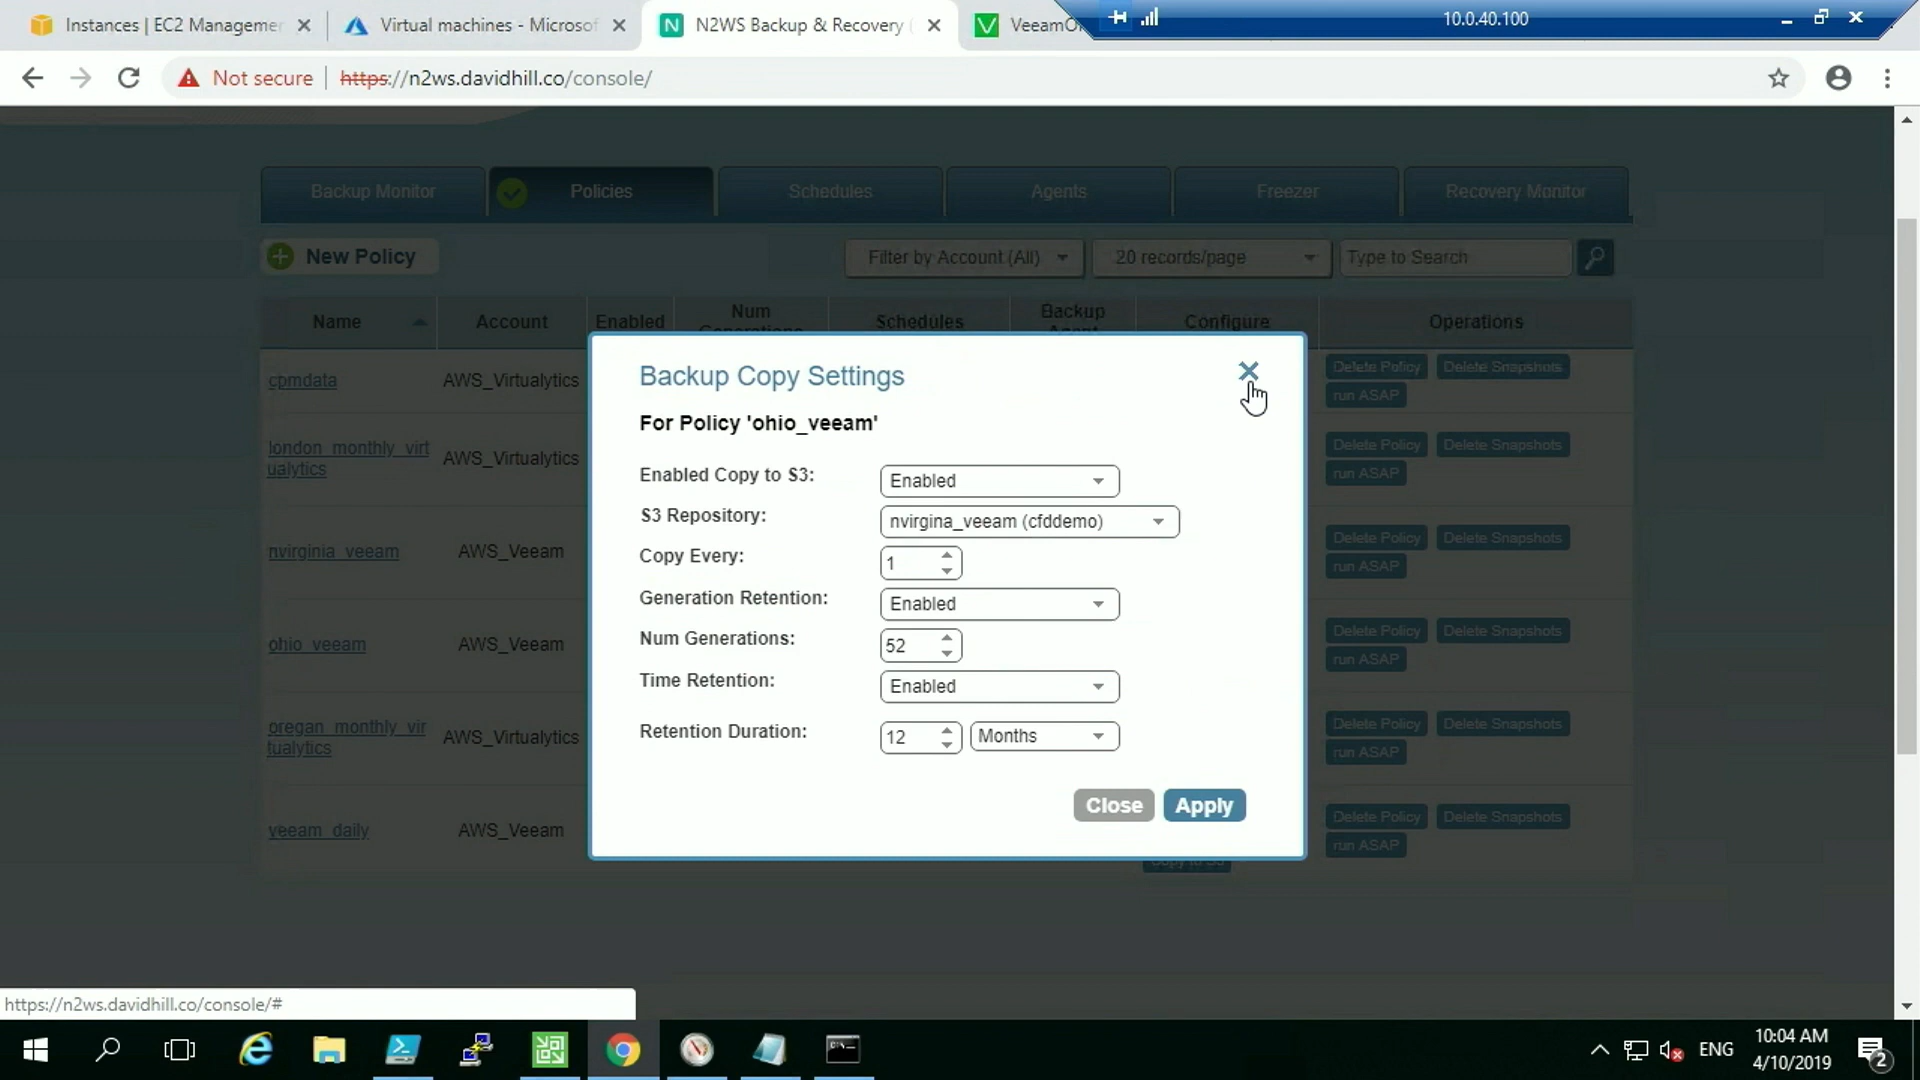 Instances | EC2 Managemer
Virtual machines - Microsof
N2WS Backup & Recovery (
VeeamO
10.0.40.100
Not secure
https://n2ws.davidhill.co/console/
Backup Monitor
Policies
Schedules
Agents
Freezer
Recovery Monitor
New Policy
Filter by Account (All)
20 records/page
Type to Search
Name
Account
Enabled
Num
Generations
Schedules
Backup
Agent
Configure
Operations
cpmdata
AWS_Virtualytics
Delete Policy
Delete Snapshots
run ASAP
london_monthly_virt
ualytics
AWS_Virtualytics
Delete Policy
Delete Snapshots
run ASAP
nvirginia_veeam
AWS_Veeam
Delete Policy
Delete Snapshots
run ASAP
ohio_veeam
AWS_Veeam
Delete Policy
Delete Snapshots
run ASAP
oregan_monthly_vir
tualytics
AWS_Virtualytics
Delete Policy
Delete Snapshots
run ASAP
veeam_daily
AWS_Veeam
Delete Policy
Delete Snapshots
run ASAP
Copy to S3
Backup Copy Settings
For Policy 'ohio_veeam'
Enabled Copy to S3:
Enabled
S3 Repository:
nvirgina_veeam (cfddemo)
Copy Every:
1
Generation Retention:
Enabled
Num Generations:
52
Time Retention:
Enabled
Retention Duration:
12
Months
Close
Apply
https://n2ws.davidhill.co/console/#
ENG
10:04 AM
4/10/2019
2